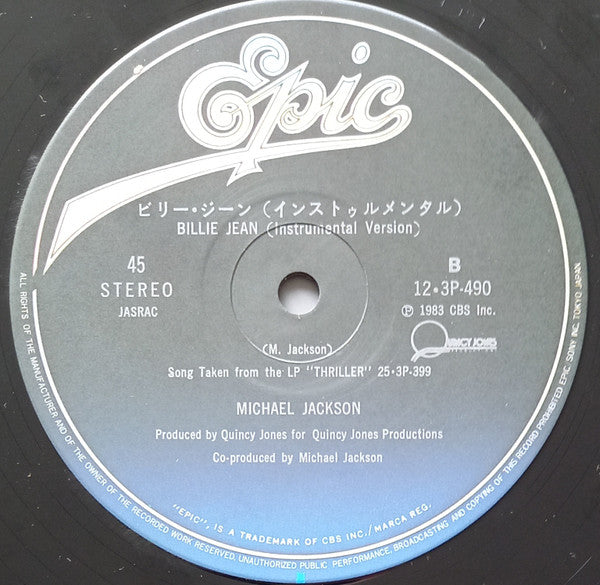 Epic
ビリー・ジーン（インストゥルメンタル）
BILLIE JEAN (Instrumental Version)
45
STEREO
JASRAC
B
12・3P-490
Ⓟ 1983 CBS Inc.
QUINCY JONES
(M. Jackson)
Song Taken from the LP "THRILLER" 25・3P-399
MICHAEL JACKSON
Produced by Quincy Jones for Quincy Jones Productions
Co-produced by Michael Jackson
"EPIC", IS A TRADEMARK OF CBS INC./MARCA REG.
ALL RIGHTS OF THE MANUFACTURER AND OF THE OWNER OF THE RECORDED WORK RESERVED. UNAUTHORIZED PUBLIC PERFORMANCE, BROADCASTING AND COPYING OF THIS RECORD PROHIBITED EPIC SONY INC TOKYO JAPAN